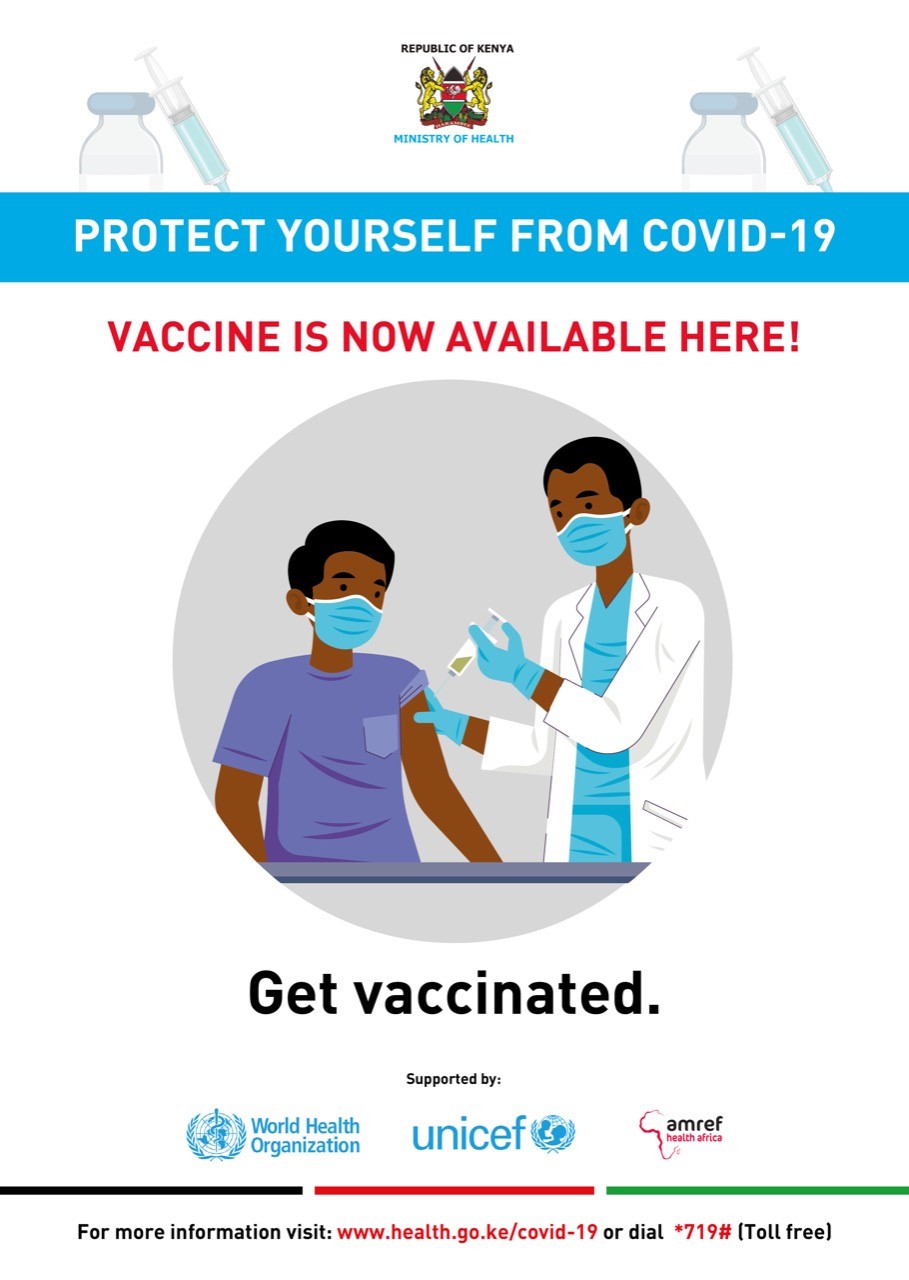 REPUBLIC OF KENYA
MINISTRY OF HEALTH
PROTECT YOURSELF FROM COVID-19
VACCINE IS NOW AVAILABLE HERE!
Get vaccinated.
Supported by:
World Health
Organization
unicef
amref
health africa
For more information visit: www.health.go.ke/covid-19 or dial *719# (Toll free)